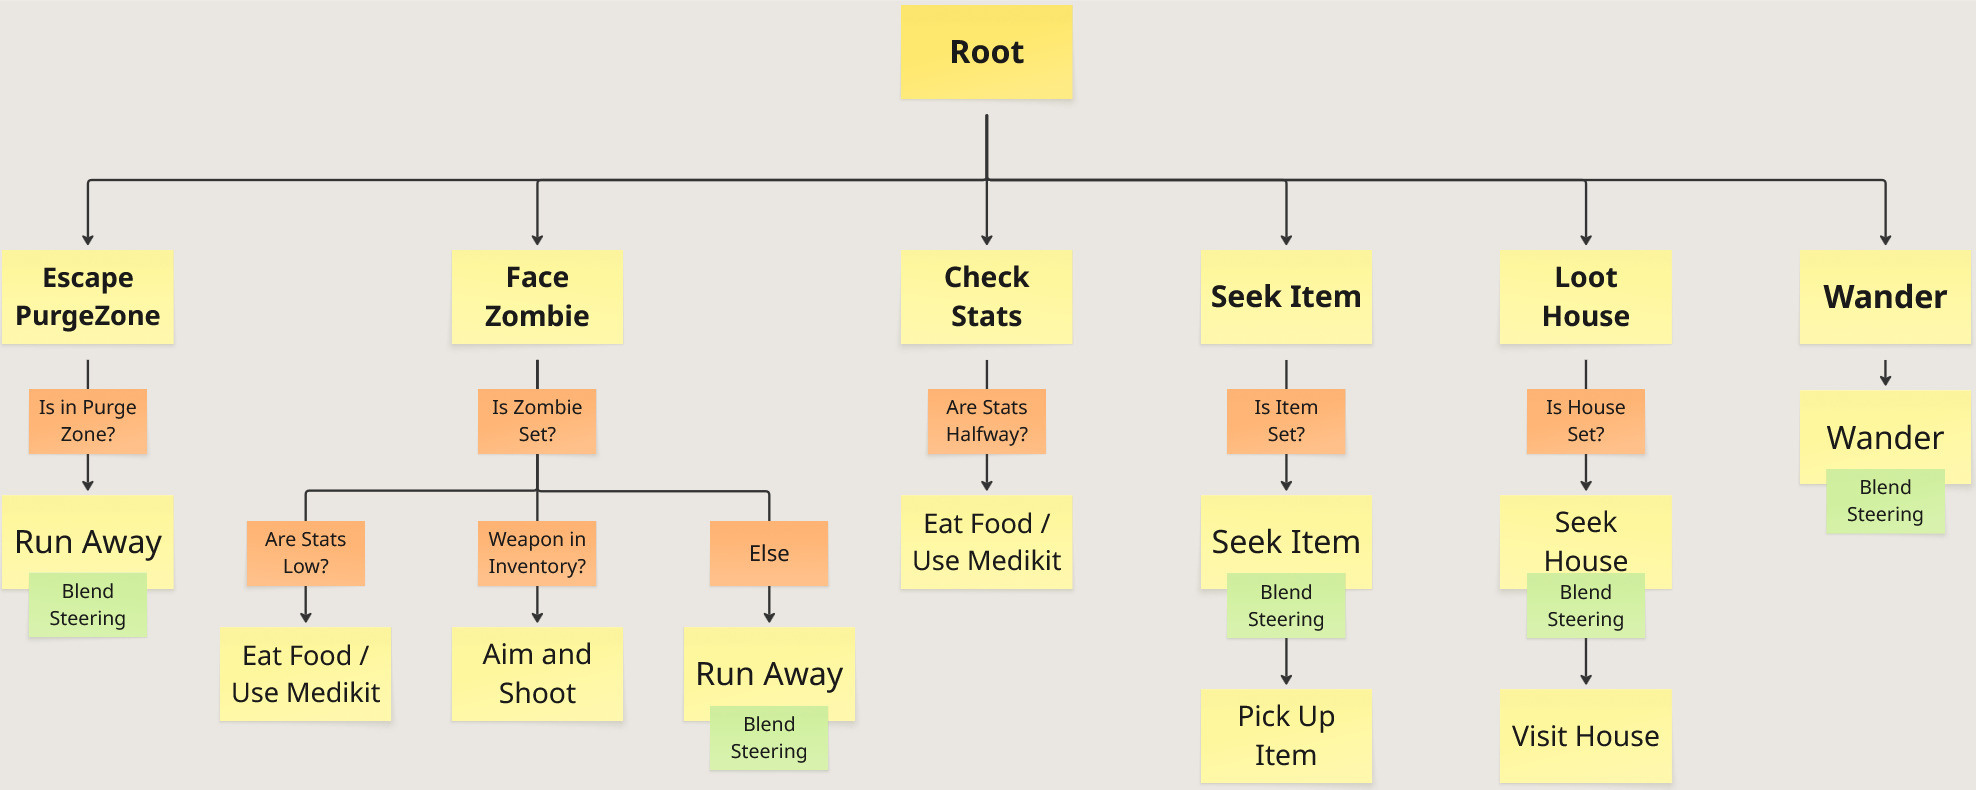 Root
Escape
PurgeZone
Face
Zombie
Check
Stats
Seek Item
Loot
House
Wander
Is in Purge
Zone?
Is Zombie
Set?
Are Stats
Halfway?
Is Item
Set?
Is House
Set?
Wander
Blend
Steering
Run Away
Blend
Steering
Are Stats
Low?
Weapon in
Inventory?
Else
Eat Food /
Use Medikit
Seek Item
Blend
Steering
Seek
House
Blend
Steering
Eat Food /
Use Medikit
Aim and
Shoot
Run Away
Blend
Steering
Pick Up
Item
Visit House